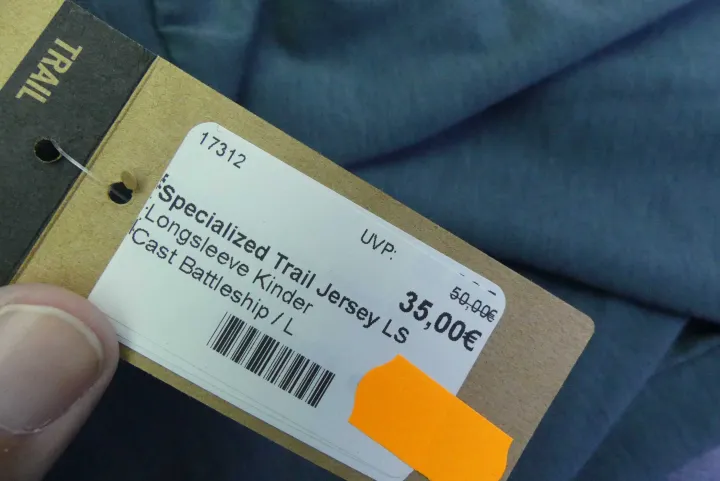 TRAIL
17312
Specialized Trail Jersey LS
Longsleeve Kinder
Cast Battleship / L
UVP:
50,00€
35,00€